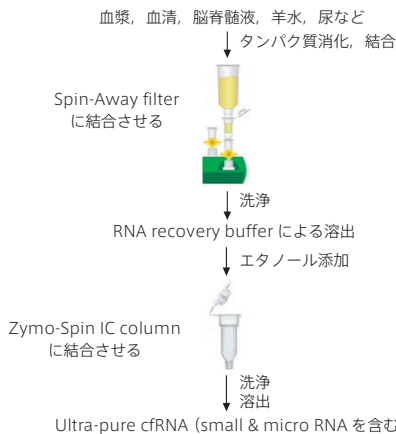 血漿，血清，脳脊髄液，羊水，尿など
タンパク質消化，結合
Spin-Away filter
に結合させる
洗浄
RNA recovery buffer による溶出
エタノール添加
Zymo-Spin IC column
に結合させる
洗浄
溶出
Ultra-pure cfRNA（small & micro RNA を含む